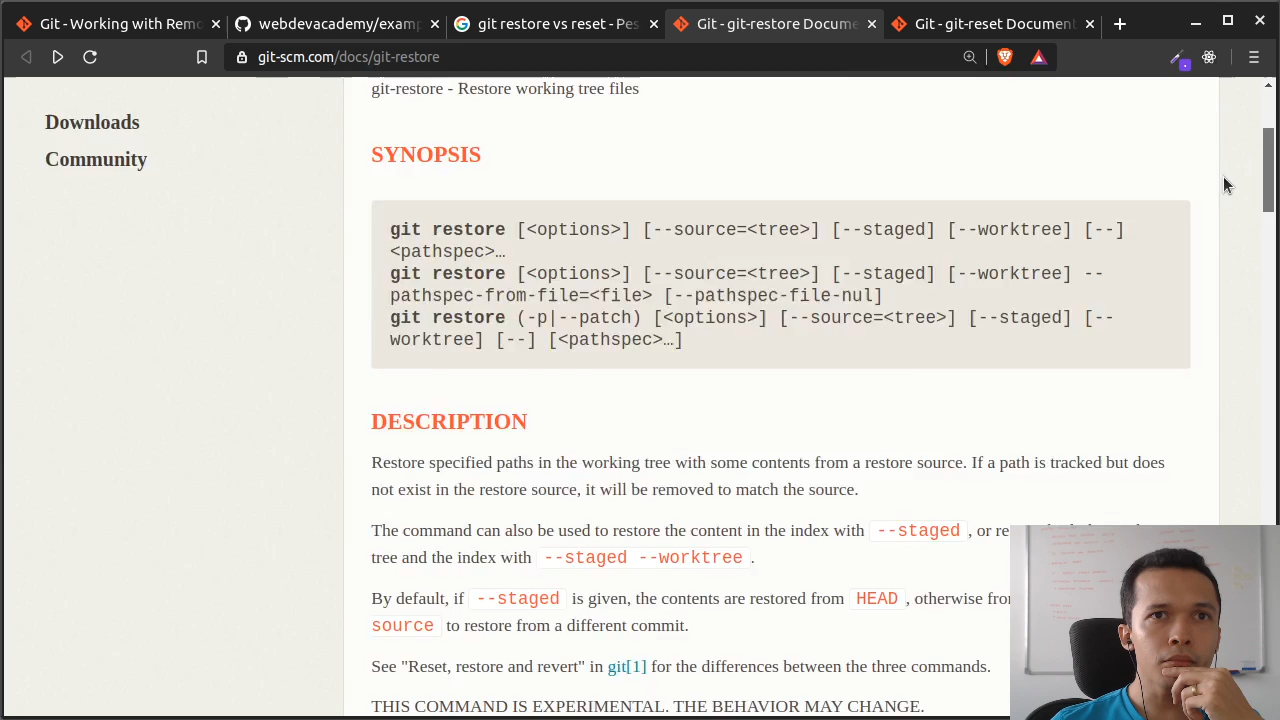 Git - Working with Remo
webdevacademy/examp
git restore vs reset - Pes
Git - git-restore Docume
Git - git-reset Document
git-scm.com/docs/git-restore
Downloads
Community
git-restore - Restore working tree files
SYNOPSIS
git restore [<options>] [--source=<tree>] [--staged] [--worktree] [--]
<pathspec>…
git restore [<options>] [--source=<tree>] [--staged] [--worktree] --
pathspec-from-file=<file> [--pathspec-file-nul]
git restore (-p|--patch) [<options>] [--source=<tree>] [--staged] [--
worktree] [--] [<pathspec>…]
DESCRIPTION
Restore specified paths in the working tree with some contents from a restore source. If a path is tracked but does
not exist in the restore source, it will be removed to match the source.
The command can also be used to restore the content in the index with --staged, or
tree and the index with --staged --worktree.
By default, if --staged is given, the contents are restored from HEAD, otherwise
source to restore from a different commit.
See "Reset, restore and revert" in git[1] for the differences between the three commands.
THIS COMMAND IS EXPERIMENTAL. THE BEHAVIOR MAY CHANGE.